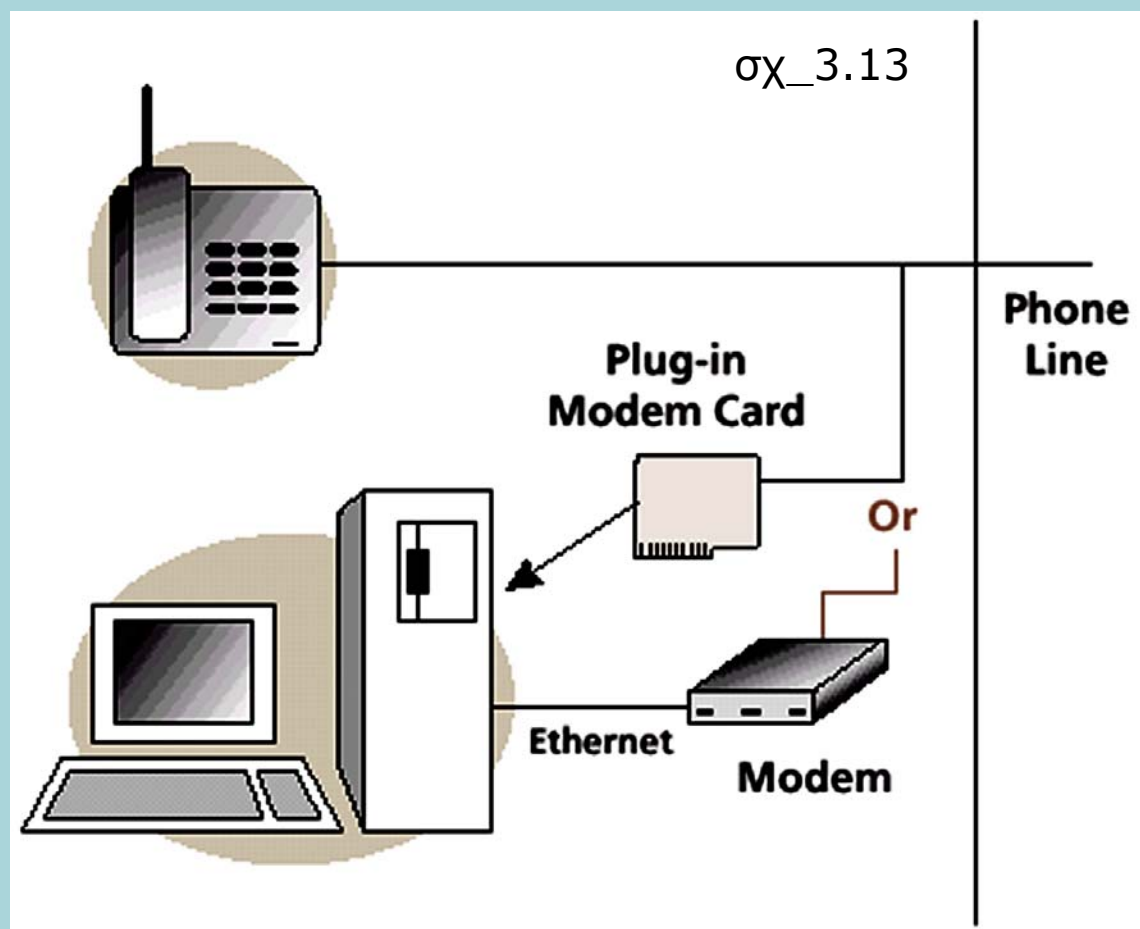 σχ_3.13
Phone
Line
Plug-in
Modem Card
Or
Ethernet
Modem